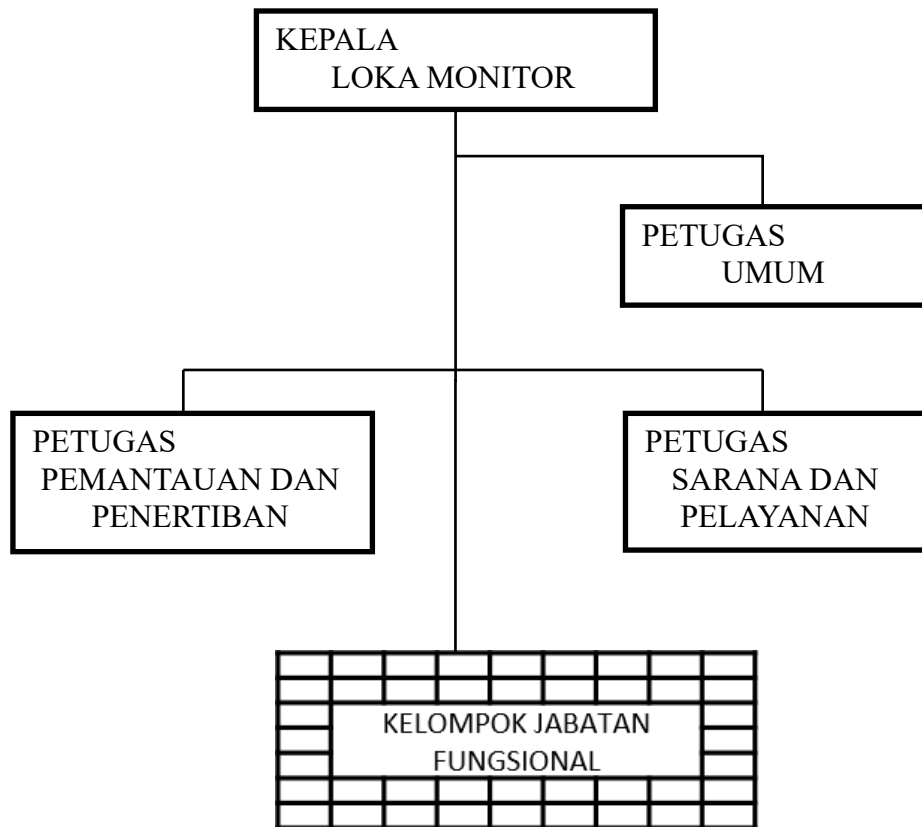 KEPALA
LOKA MONITOR
PETUGAS
UMUM
PETUGAS
PEMANTAUAN DAN
PENERTIBAN
PETUGAS
SARANA DAN
PELAYANAN
KELOMPOK JABATAN
FUNGSIONAL